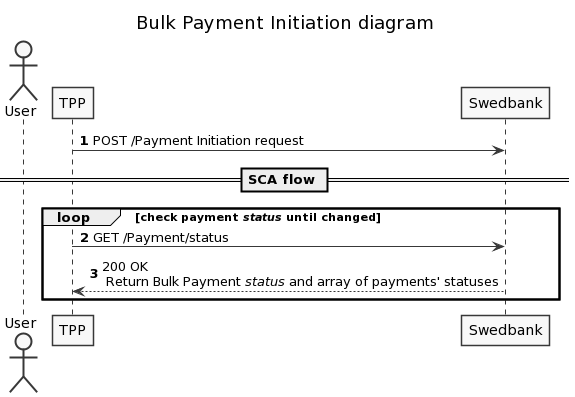 Bulk Payment Initiation diagram
User
TPP
Swedbank
1 POST /Payment Initiation request
SCA flow
loop [check payment status until changed]
2 GET /Payment/status
3 200 OK
Return Bulk Payment status and array of payments' statuses
User
TPP
Swedbank